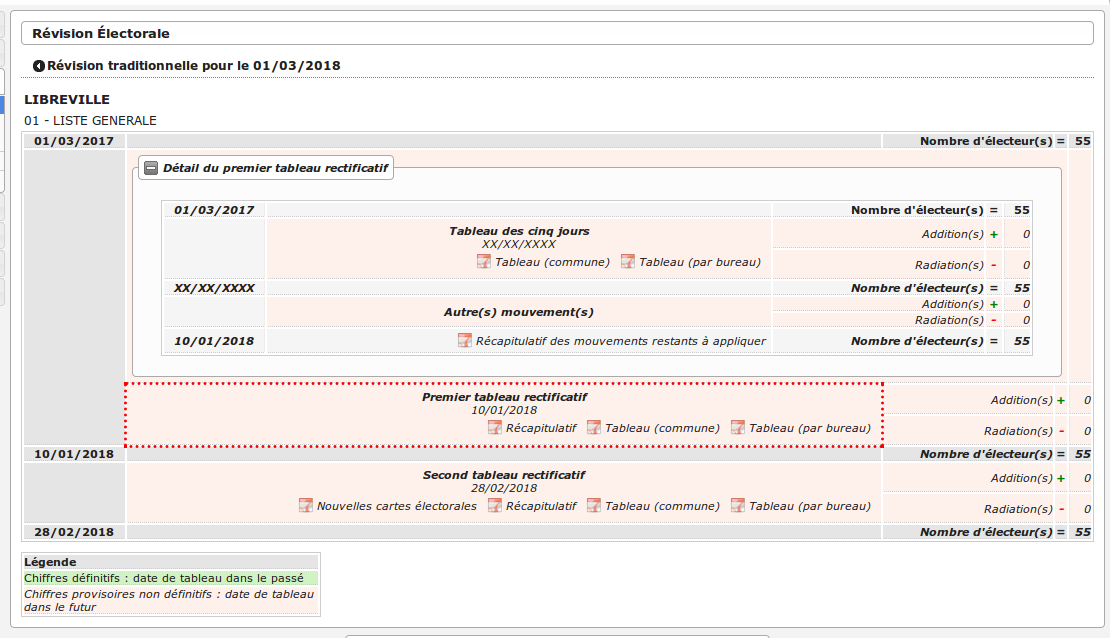 Révision Électorale
Révision traditionnelle pour le 01/03/2018
LIBREVILLE
01 - LISTE GENERALE
01/03/2017 Nombre d'électeur(s) = 55
Détail du premier tableau rectificatif
01/03/2017 Nombre d'électeur(s) = 55
Tableau des cinq jours
XX/XX/XXXX
Addition(s) + 0
Tableau (commune) Tableau (par bureau)
Radiation(s) - 0
XX/XX/XXXX Nombre d'électeur(s) = 55
Autre(s) mouvement(s)
Addition(s) + 0
Radiation(s) - 0
10/01/2018 Récapitulatif des mouvements restants à appliquer Nombre d'électeur(s) = 55
Premier tableau rectificatif
10/01/2018
Addition(s) + 0
Récapitulatif Tableau (commune) Tableau (par bureau)
Radiation(s) - 0
10/01/2018 Nombre d'électeur(s) = 55
Second tableau rectificatif
28/02/2018
Addition(s) + 0
Nouvelles cartes électorales Récapitulatif Tableau (commune) Tableau (par bureau)
Radiation(s) - 0
28/02/2018 Nombre d'électeur(s) = 55
Légende
Chiffres définitifs : date de tableau dans le passé
Chiffres provisoires non définitifs : date de tableau
dans le futur